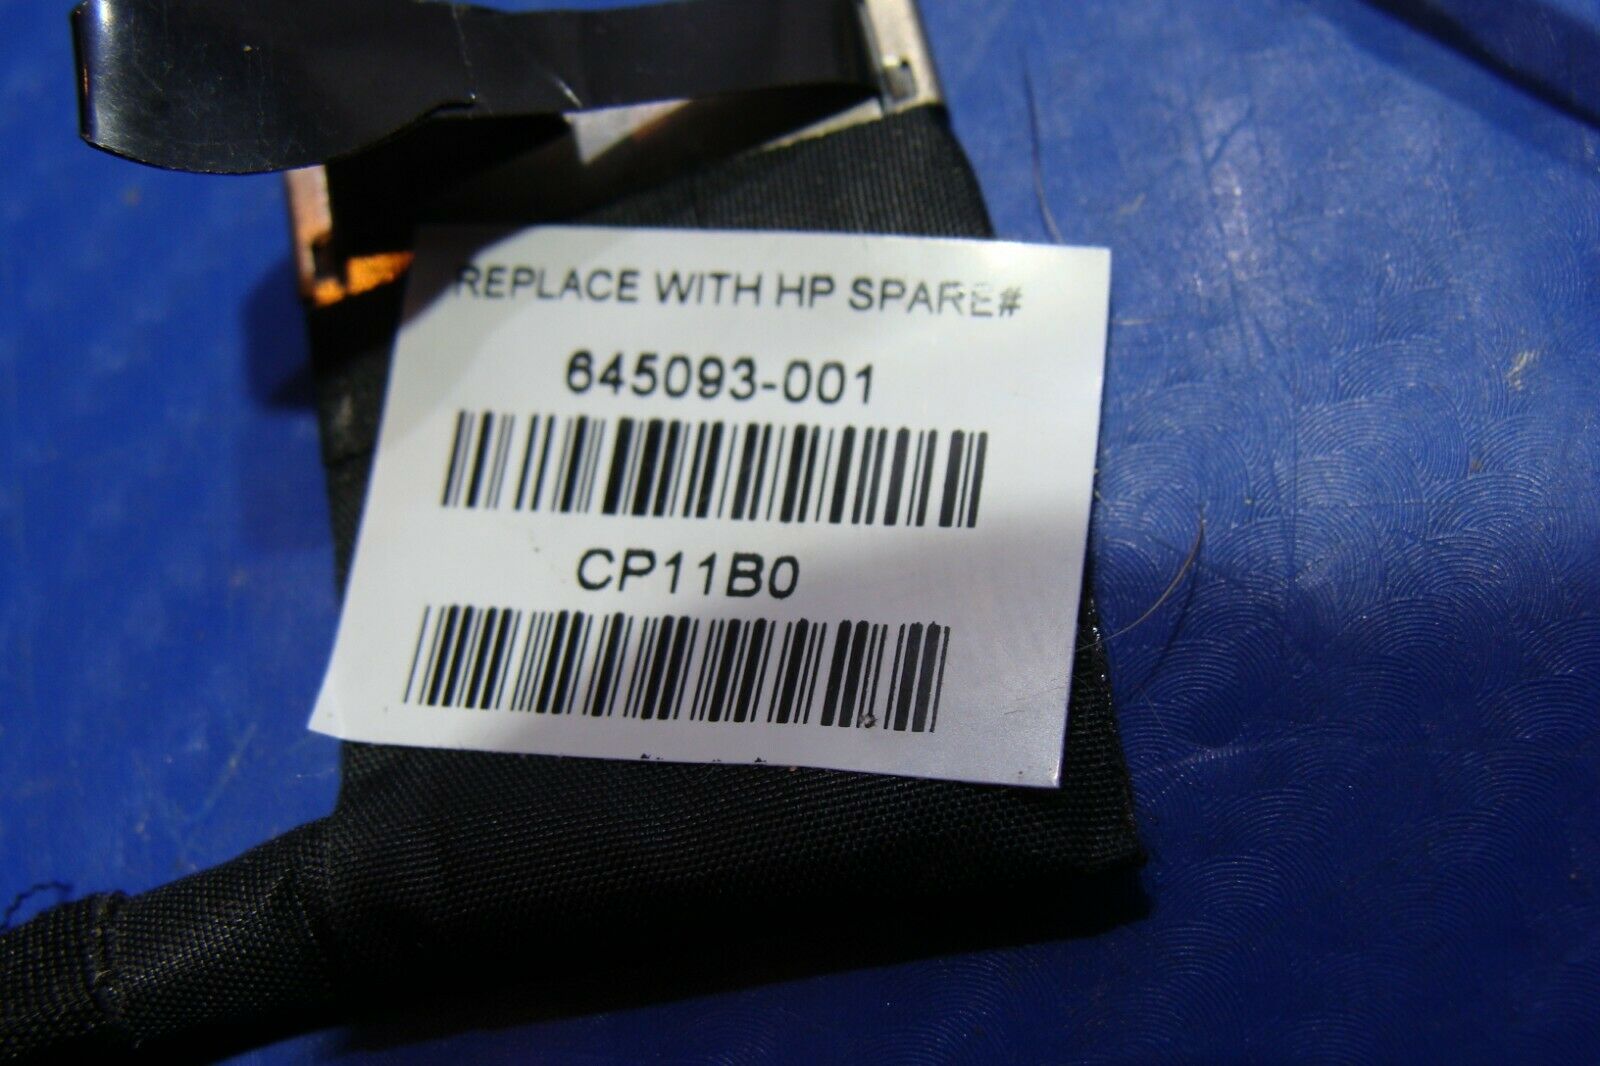 REPLACE WITH HP SPARE#
645093-001
CP11B0